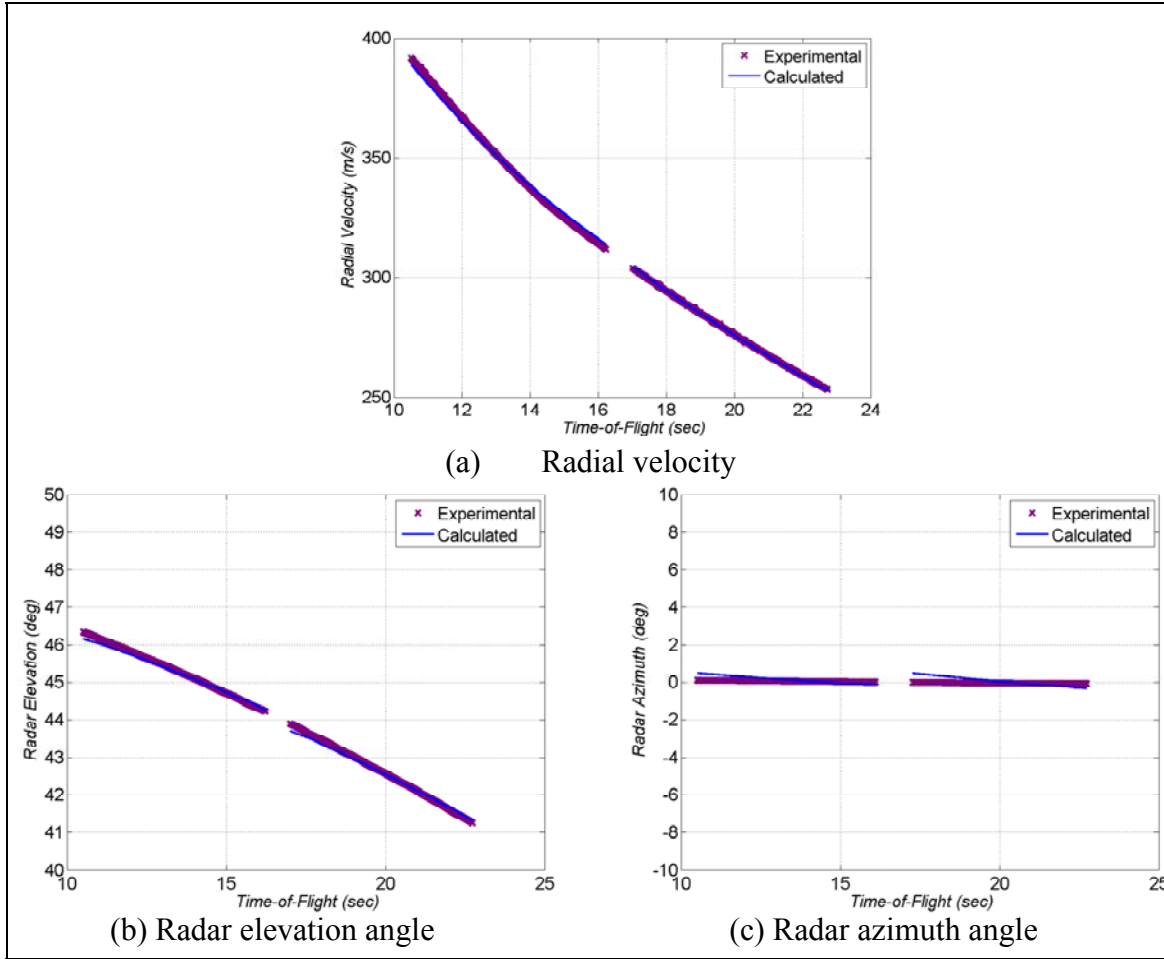 400
350
300
250
Radial Velocity (m/s)
Experimental
Calculated
10 12 14 16 18 20 22 24
Time-of-Flight (sec)
(a) Radial velocity
50
49
48
47
46
45
44
43
42
41
40
Radar Elevation (deg)
Experimental
Calculated
10 15 20 25
Time-of-Flight (sec)
(b) Radar elevation angle
10
8
6
4
2
0
-2
-4
-6
-8
-10
Radar Azimuth (deg)
Experimental
Calculated
10 15 20 25
Time-of-Flight (sec)
(c) Radar azimuth angle